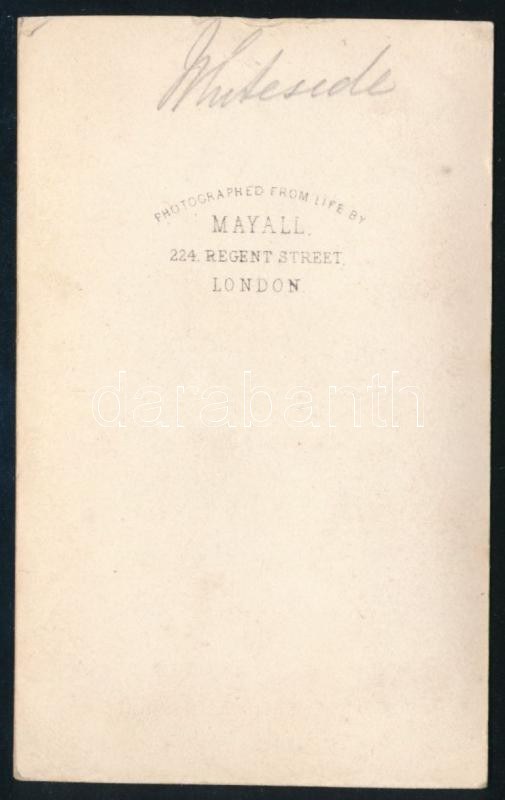 Whiteside
PHOTOGRAPHED FROM LIFE BY
MAYALL.
224. REGENT STREET,
LONDON.
darabanth